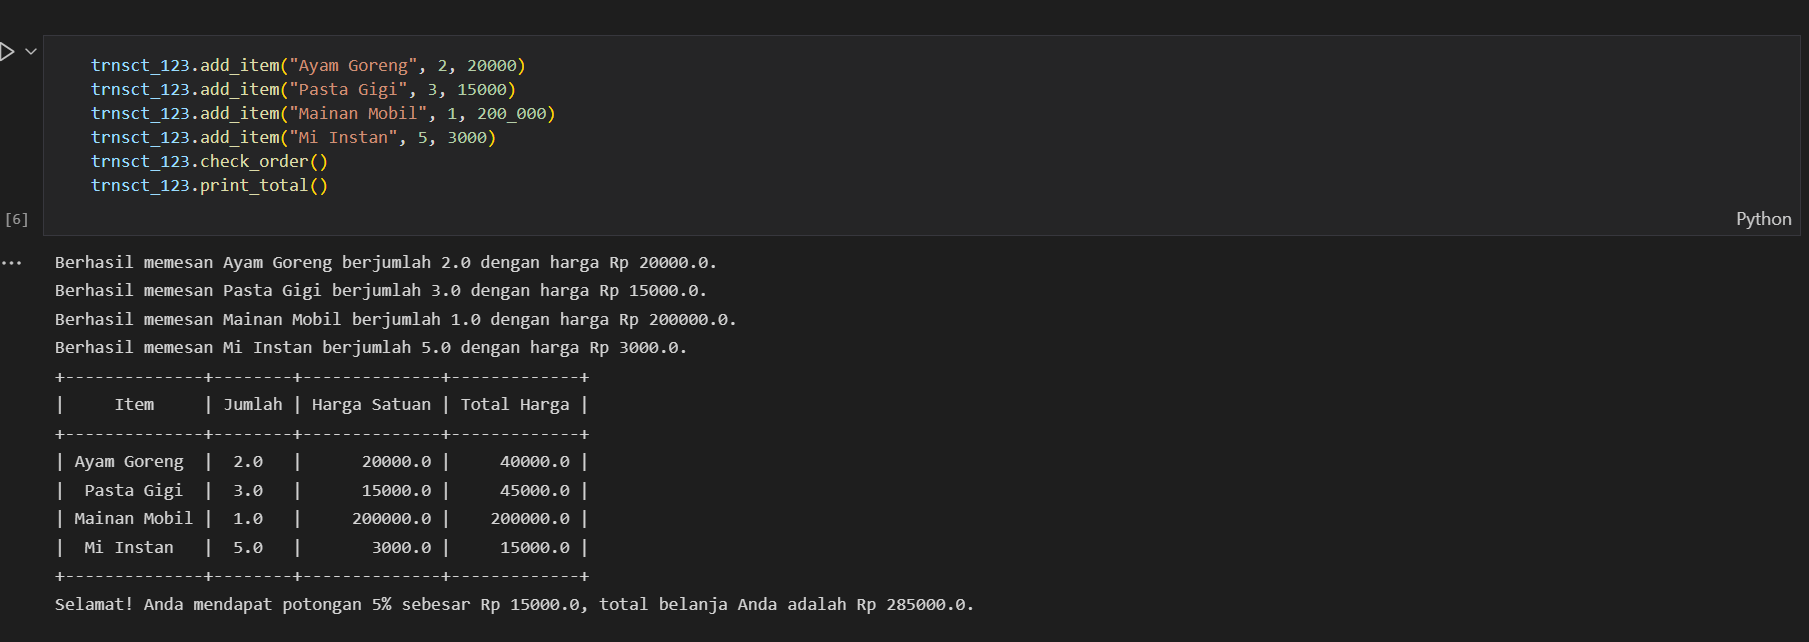 trnsct_123.add_item("Ayam Goreng", 2, 20000)
trnsct_123.add_item("Pasta Gigi", 3, 15000)
trnsct_123.add_item("Mainan Mobil", 1, 200_000)
trnsct_123.add_item("Mi Instan", 5, 3000)
trnsct_123.check_order()
trnsct_123.print_total()
[6]
Python
Berhasil memesan Ayam Goreng berjumlah 2.0 dengan harga Rp 20000.0.
Berhasil memesan Pasta Gigi berjumlah 3.0 dengan harga Rp 15000.0.
Berhasil memesan Mainan Mobil berjumlah 1.0 dengan harga Rp 200000.0.
Berhasil memesan Mi Instan berjumlah 5.0 dengan harga Rp 3000.0.
+--------------+--------+--------------+-------------+
|     Item     | Jumlah | Harga Satuan | Total Harga |
+--------------+--------+--------------+-------------+
| Ayam Goreng  |  2.0   |      20000.0 |     40000.0 |
|  Pasta Gigi  |  3.0   |      15000.0 |     45000.0 |
| Mainan Mobil |  1.0   |     200000.0 |    200000.0 |
|  Mi Instan   |  5.0   |       3000.0 |     15000.0 |
+--------------+--------+--------------+-------------+
Selamat! Anda mendapat potongan 5% sebesar Rp 15000.0, total belanja Anda adalah Rp 285000.0.